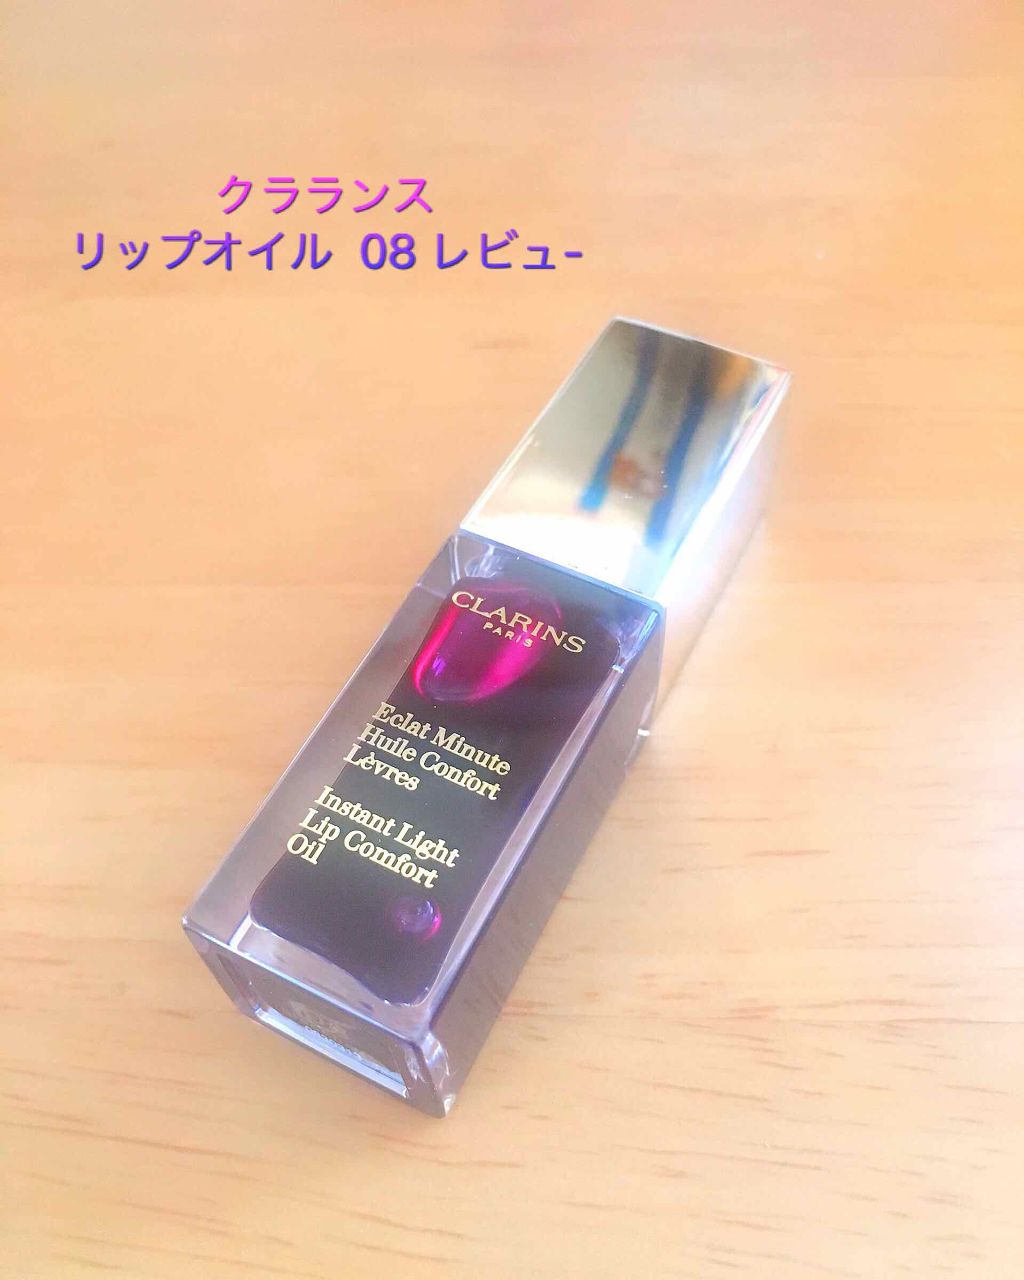 クラランス
リップオイル 08 レビュー
CLARINS
PARIS
Eclat Minute
Huile Confort
Lèvres
Instant Light
Lip Comfort
Oil